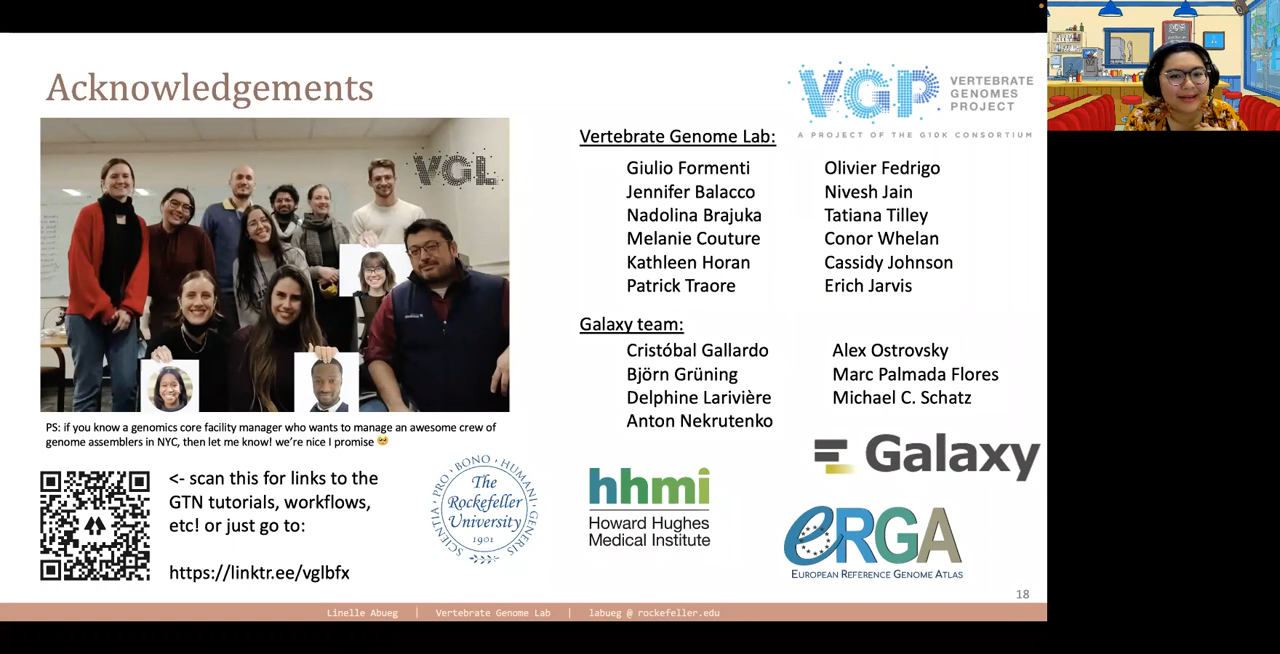 Acknowledgements
VGL
PS: if you know a genomics core facility manager who wants to manage an awesome crew of
genome assemblers in NYC, then let me know! we’re nice I promise 🥺
<- scan this for links to the
GTN tutorials, workflows,
etc! or just go to:
https://linktr.ee/vglbfx
SCIENTIA · PRO · BONO · HUMANI · GENERIS
The
Rockefeller
University
1901
VGP
VERTEBRATE
GENOMES
PROJECT
A PROJECT OF THE G10K CONSORTIUM
Vertebrate Genome Lab:
Giulio Formenti
Jennifer Balacco
Nadolina Brajuka
Melanie Couture
Kathleen Horan
Patrick Traore
Olivier Fedrigo
Nivesh Jain
Tatiana Tilley
Conor Whelan
Cassidy Johnson
Erich Jarvis
Galaxy team:
Cristóbal Gallardo
Björn Grüning
Delphine Larivière
Anton Nekrutenko
Alex Ostrovsky
Marc Palmada Flores
Michael C. Schatz
Galaxy
hhmi
Howard Hughes
Medical Institute
eRGA
EUROPEAN REFERENCE GENOME ATLAS
18
Linelle Abueg | Vertebrate Genome Lab | labueg @ rockefeller.edu